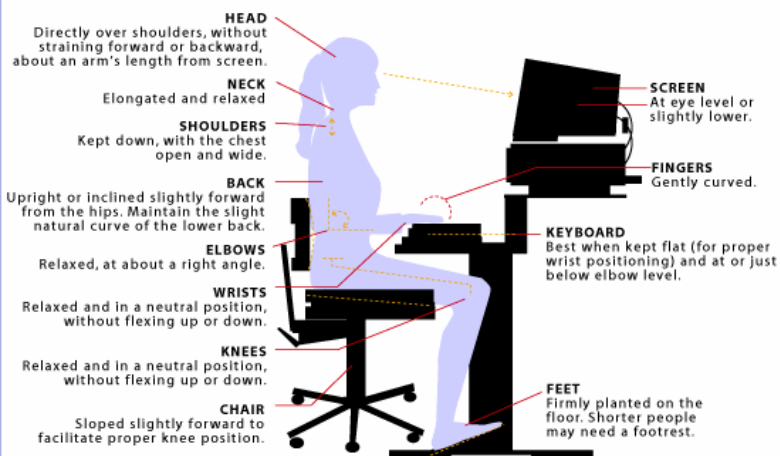 HEAD
Directly over shoulders, without
straining forward or backward,
about an arm's length from screen.
NECK
Elongated and relaxed
SHOULDERS
Kept down, with the chest
open and wide.
BACK
Upright or inclined slightly forward
from the hips. Maintain the slight
natural curve of the lower back.
ELBOWS
Relaxed, at about a right angle.
WRISTS
Relaxed and in a neutral position,
without flexing up or down.
KNEES
Relaxed and in a neutral position,
without flexing up or down.
CHAIR
Sloped slightly forward to
facilitate proper knee position.
SCREEN
At eye level or
slightly lower.
FINGERS
Gently curved.
KEYBOARD
Best when kept flat (for proper
wrist positioning) and at or just
below elbow level.
FEET
Firmly planted on the
floor. Shorter people
may need a footrest.